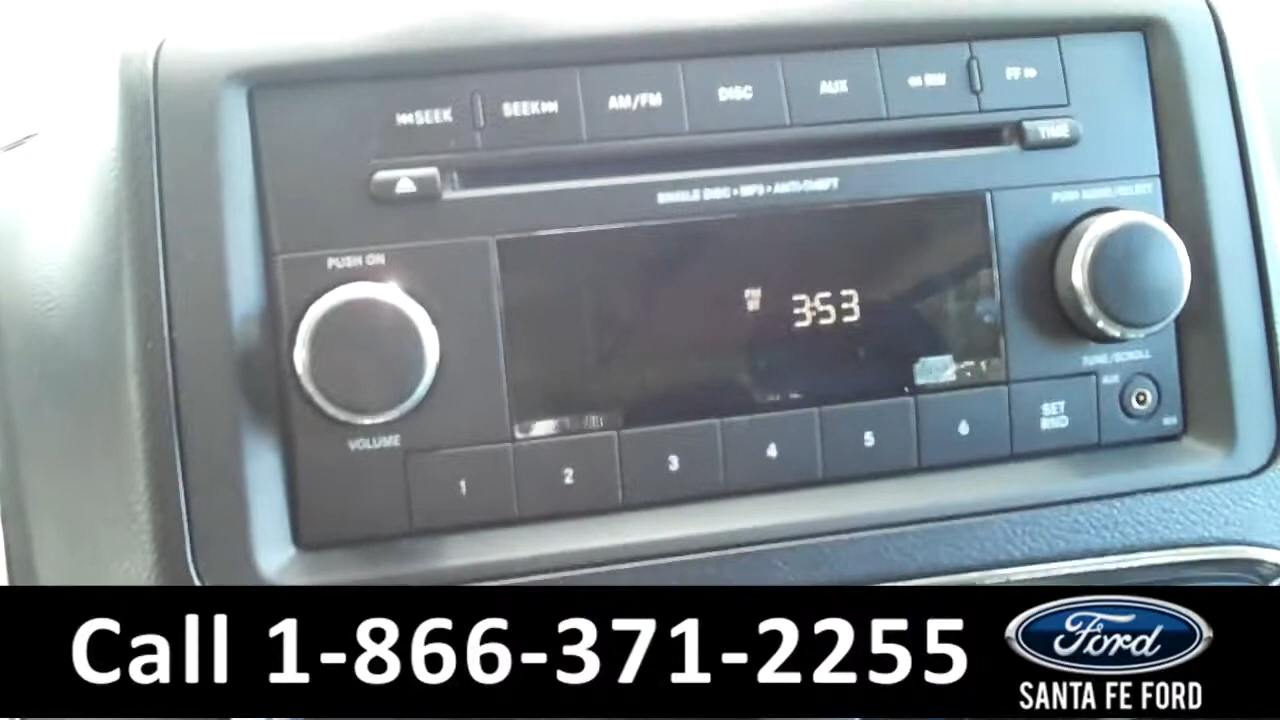 ⏮SEEK SEEK⏭ AM/FM DISC AUX ◀◀ RW FF ▶▶
TIME
SINGLE DISC • MP3 • ANTI-THEFT
PUSH AUDIO/SELECT
PUSH ON
FM
3:53
VOLUME
TUNE/SCROLL
AUX
1 2 3 4 5 6 SET
RND
Call 1-866-371-2255
Ford
SANTA FE FORD